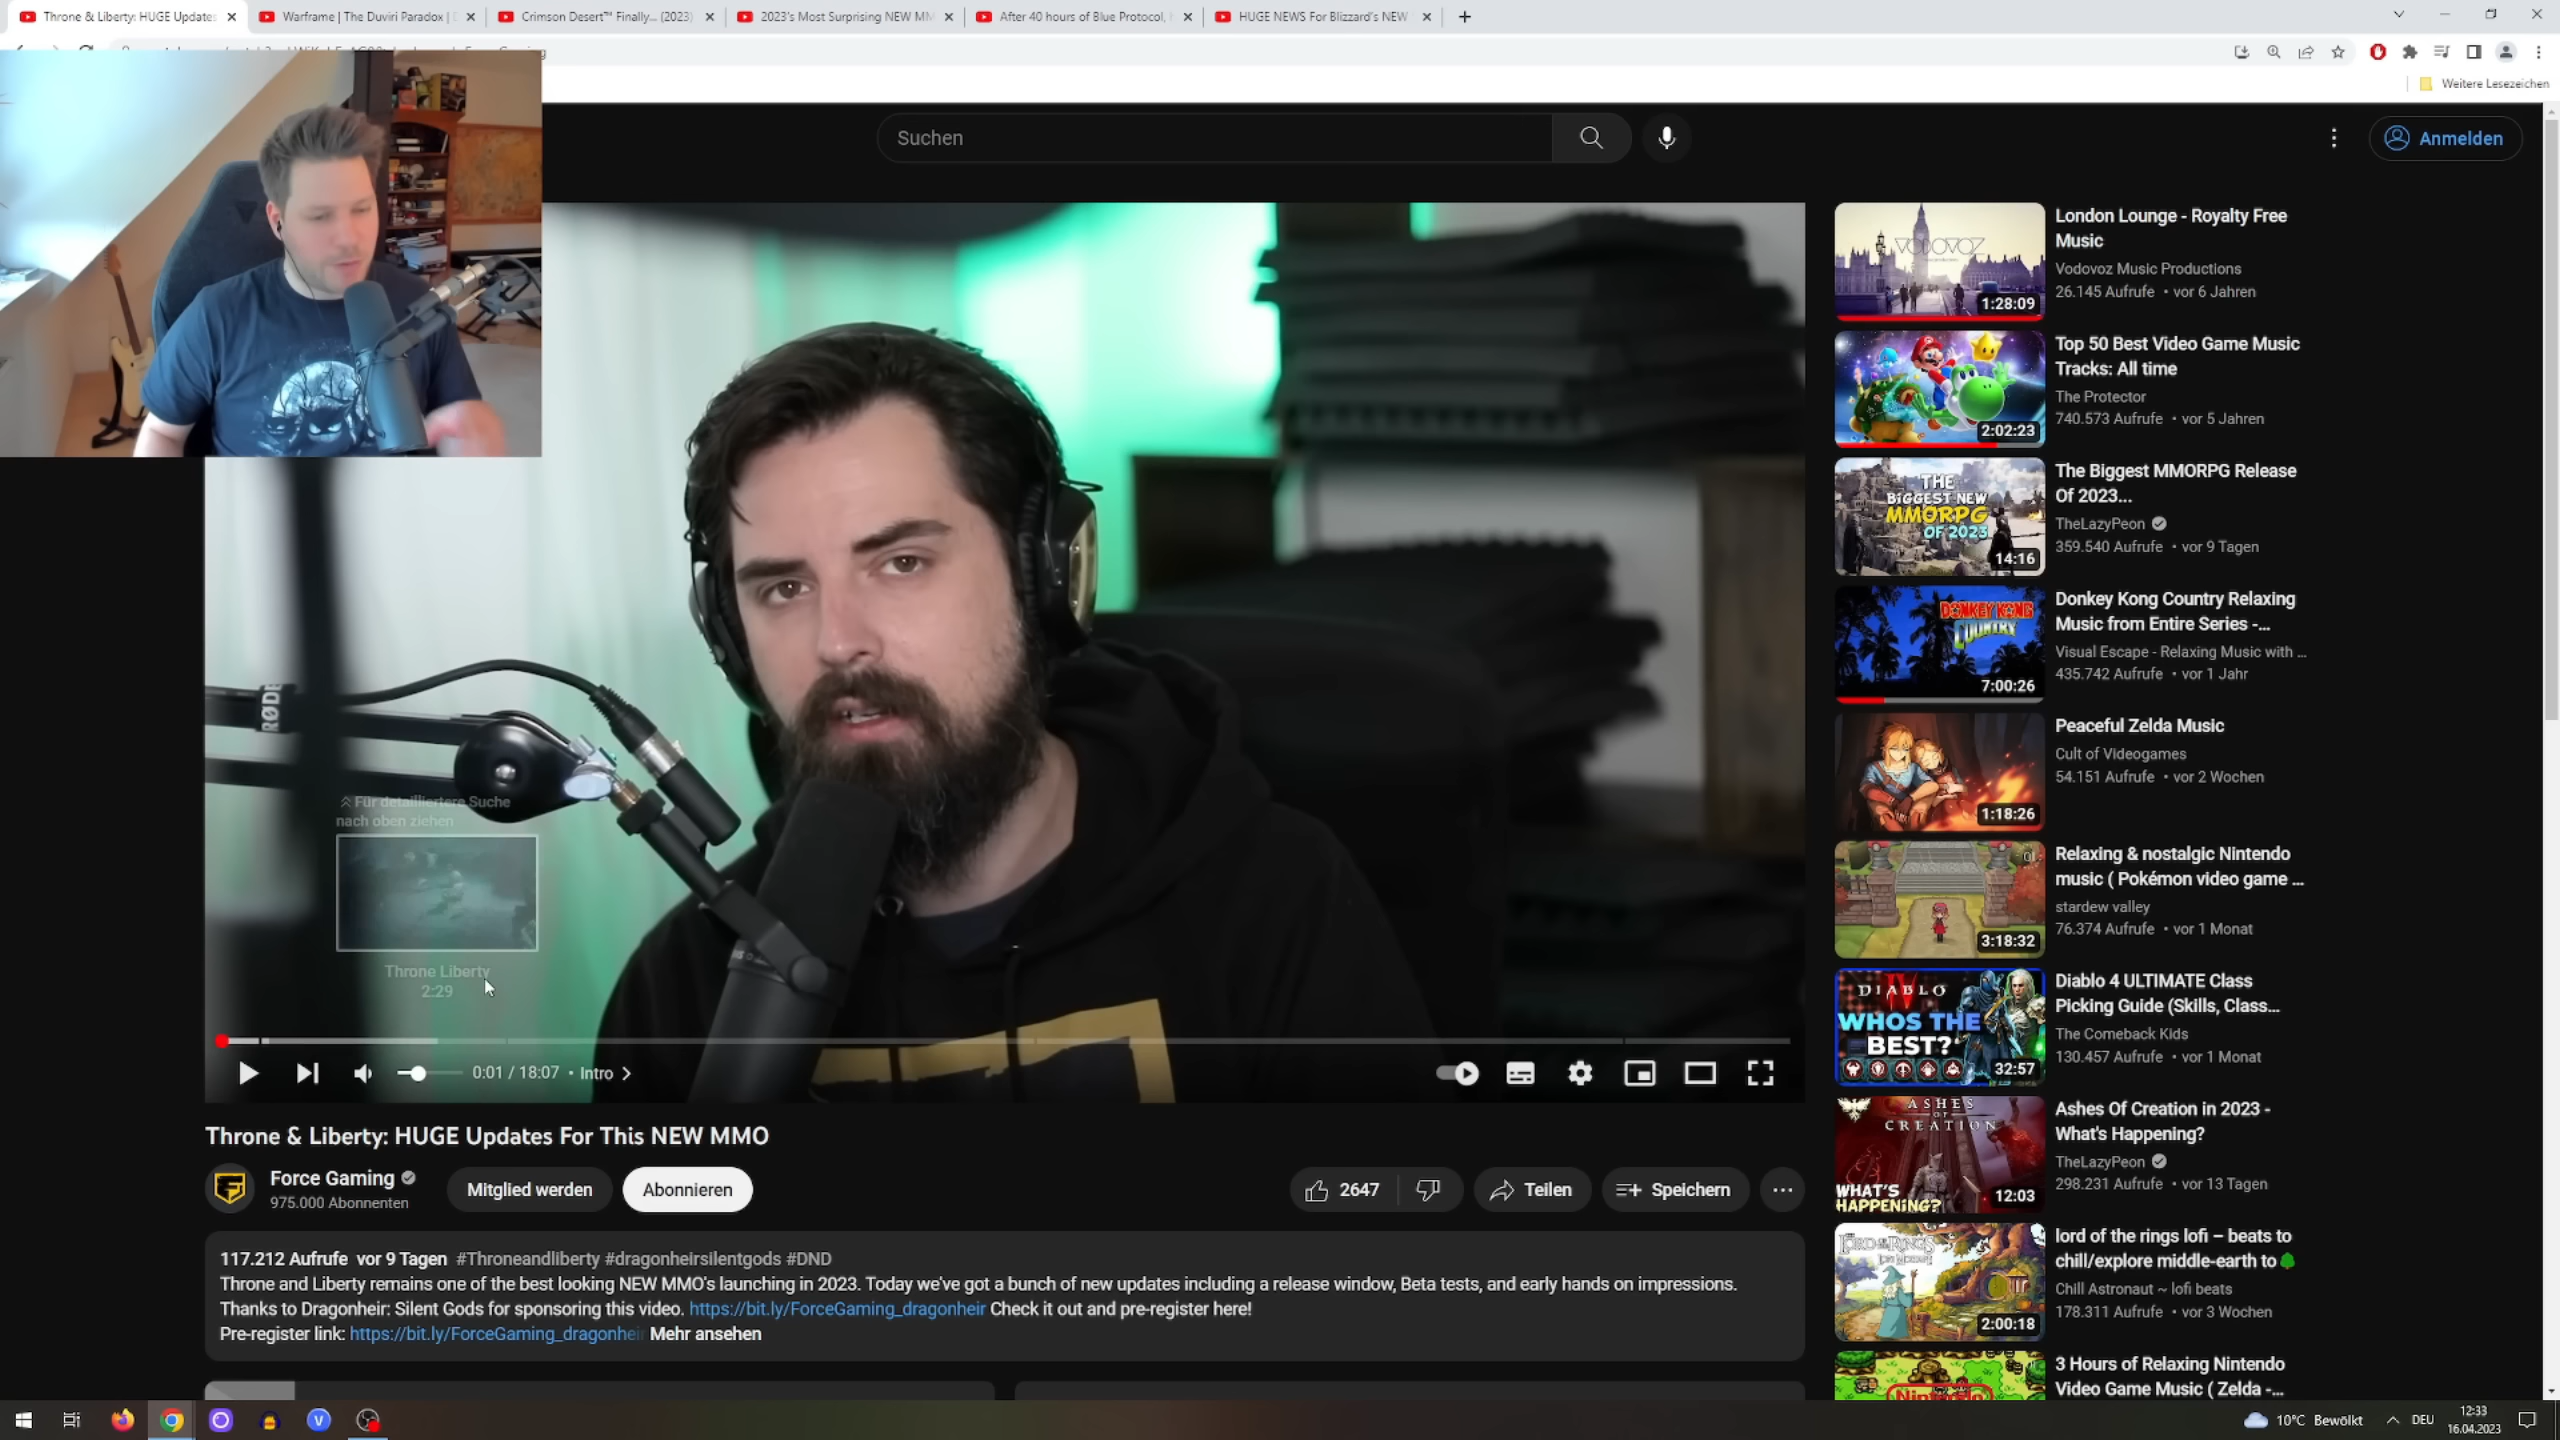 Throne & Liberty: HUGE Updates
Warframe | The Duviri Paradox |
Crimson Desert™ Finally... (2023)
2023's Most Surprising NEW MM
After 40 hours of Blue Protocol,
HUGE NEWS For Blizzard's NEW
Weitere Lesezeichen
Suchen
Anmelden
RØDE
Für detailliertere Suche
nach oben ziehen
Throne Liberty
2:29
0:01 / 18:07 • Intro
Throne & Liberty: HUGE Updates For This NEW MMO
Force Gaming
975.000 Abonnenten
Mitglied werden
Abonnieren
2647
Teilen
Speichern
117.212 Aufrufe vor 9 Tagen #Throneandliberty #dragonheirsilentgods #DND
Throne and Liberty remains one of the best looking NEW MMO's launching in 2023. Today we've got a bunch of new updates including a release window, Beta tests, and early hands on impressions.
Thanks to Dragonheir: Silent Gods for sponsoring this video. https://bit.ly/ForceGaming_dragonheir Check it out and pre-register here!
Pre-register link: https://bit.ly/ForceGaming_dragonhei Mehr ansehen
VODOVOZ
1:28:09
London Lounge - Royalty Free
Music
Vodovoz Music Productions
26.145 Aufrufe • vor 6 Jahren
2:02:23
Top 50 Best Video Game Music
Tracks: All time
The Protector
740.573 Aufrufe • vor 5 Jahren
THE
BIGGEST NEW
MMORPG
OF 2023
14:16
The Biggest MMORPG Release
Of 2023...
TheLazyPeon
359.540 Aufrufe • vor 9 Tagen
DONKEY KONG
COUNTRY
7:00:26
Donkey Kong Country Relaxing
Music from Entire Series -...
Visual Escape - Relaxing Music with ...
435.742 Aufrufe • vor 1 Jahr
1:18:26
Peaceful Zelda Music
Cult of Videogames
54.151 Aufrufe • vor 2 Wochen
3:18:32
Relaxing & nostalgic Nintendo
music ( Pokémon video game ...
stardew valley
76.374 Aufrufe • vor 1 Monat
DIABLO
WHOS THE
BEST?
32:57
Diablo 4 ULTIMATE Class
Picking Guide (Skills, Class...
The Comeback Kids
130.457 Aufrufe • vor 1 Monat
ASHES
OF
CREATION
WHAT'S
HAPPENING?
12:03
Ashes Of Creation in 2023 -
What's Happening?
TheLazyPeon
298.231 Aufrufe • vor 13 Tagen
2:00:18
lord of the rings lofi – beats to
chill/explore middle-earth to
Chill Astronaut ~ lofi beats
178.311 Aufrufe • vor 3 Wochen
Nintendo
3 Hours of Relaxing Nintendo
Video Game Music ( Zelda -...
10°C Bewölkt
DEU
12:33
16.04.2023